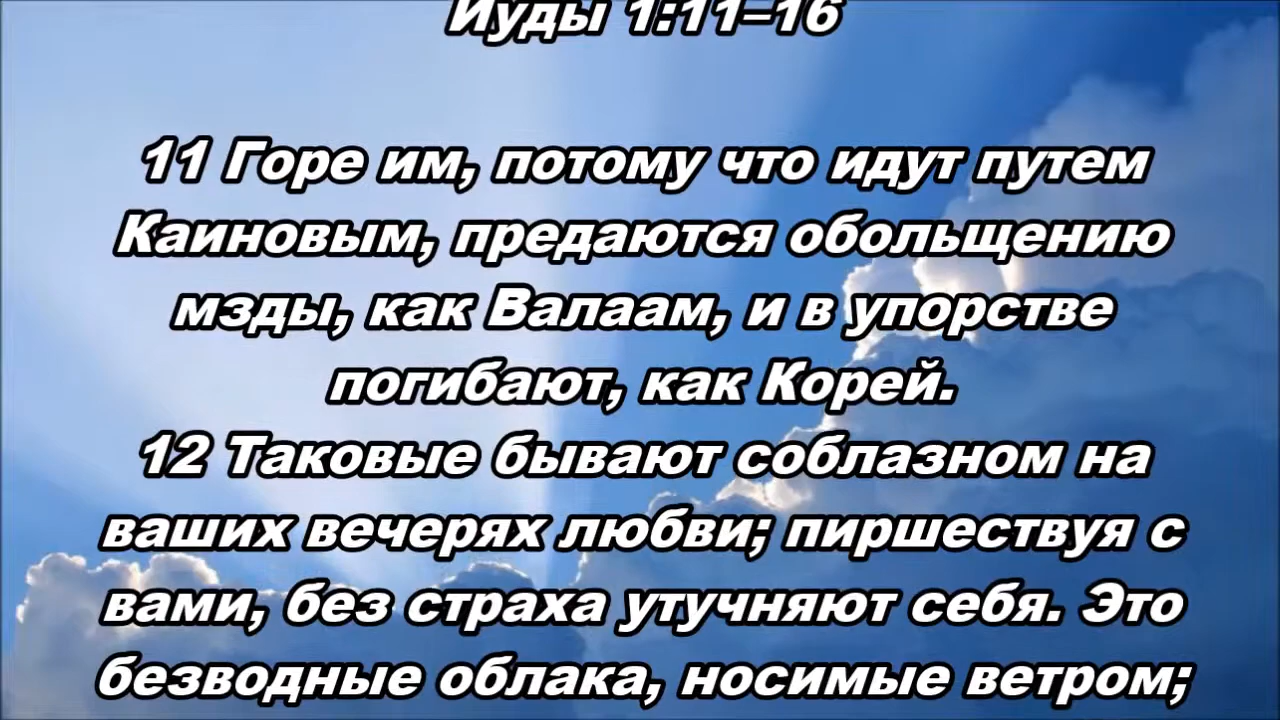 Иуды 1:11–16
11 Горе им, потому что идут путем
Каиновым, предаются обольщению
мзды, как Валаам, и в упорстве
погибают, как Корей.
12 Таковые бывают соблазном на
ваших вечерях любви; пиршествуя с
вами, без страха утучняют себя. Это
безводные облака, носимые ветром;